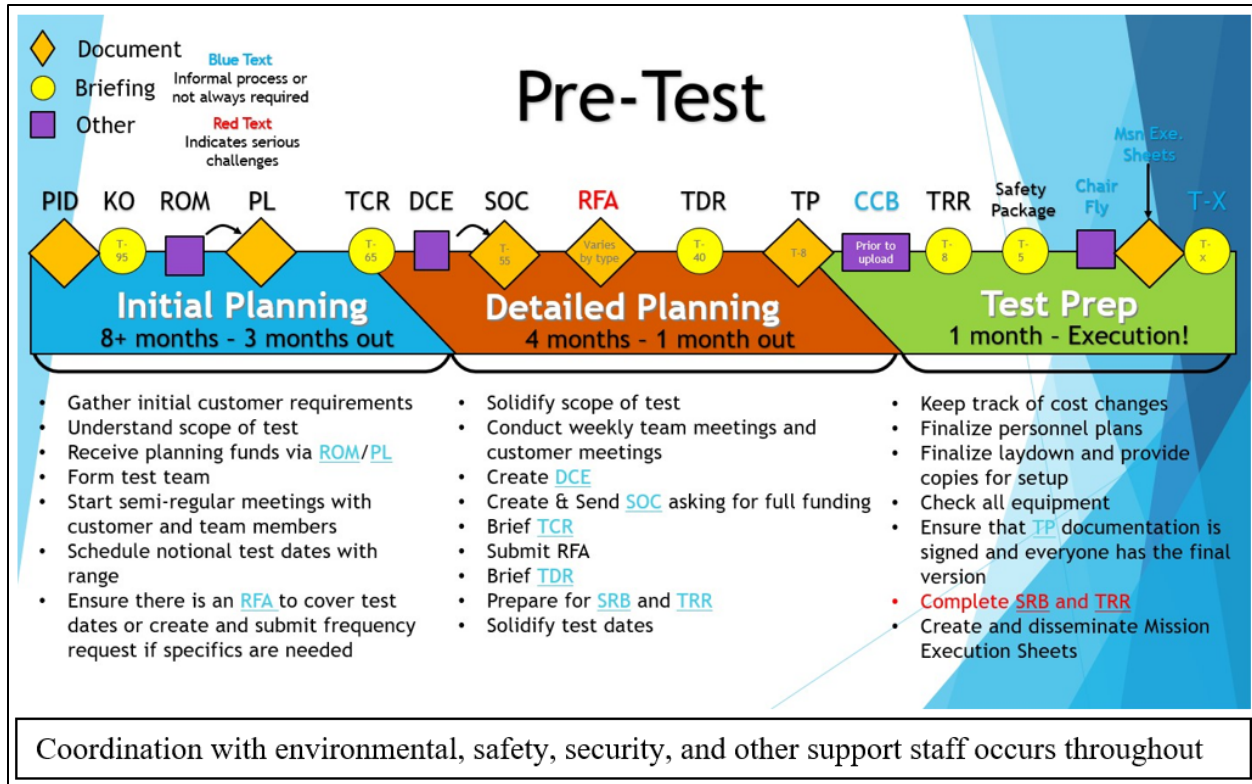 Pre-Test
Document
Briefing
Other
Blue Text
Informal process or
not always required
Red Text
Indicates serious
challenges
Msn Exe.
Sheets
PID KO ROM PL TCR DCE SOC RFA TDR TP CCB TRR Safety Package Chair Fly T-X
T-
95
T-
65
T-
55
Varies
by type
T-
40
T-8
Prior to
upload
T-
8
T-
5
T-
x
Initial Planning
8+ months - 3 months out
Detailed Planning
4 months - 1 month out
Test Prep
1 month - Execution!
• Gather initial customer requirements
• Understand scope of test
• Receive planning funds via ROM/PL
• Form test team
• Start semi-regular meetings with
customer and team members
• Schedule notional test dates with
range
• Ensure there is an RFA to cover test
dates or create and submit frequency
request if specifics are needed
• Solidify scope of test
• Conduct weekly team meetings and
customer meetings
• Create DCE
• Create & Send SOC asking for full funding
• Brief TCR
• Submit RFA
• Brief TDR
• Prepare for SRB and TRR
• Solidify test dates
• Keep track of cost changes
• Finalize personnel plans
• Finalize laydown and provide
copies for setup
• Check all equipment
• Ensure that TP documentation is
signed and everyone has the final
version
• Complete SRB and TRR
• Create and disseminate Mission
Execution Sheets
Coordination with environmental, safety, security, and other support staff occurs throughout